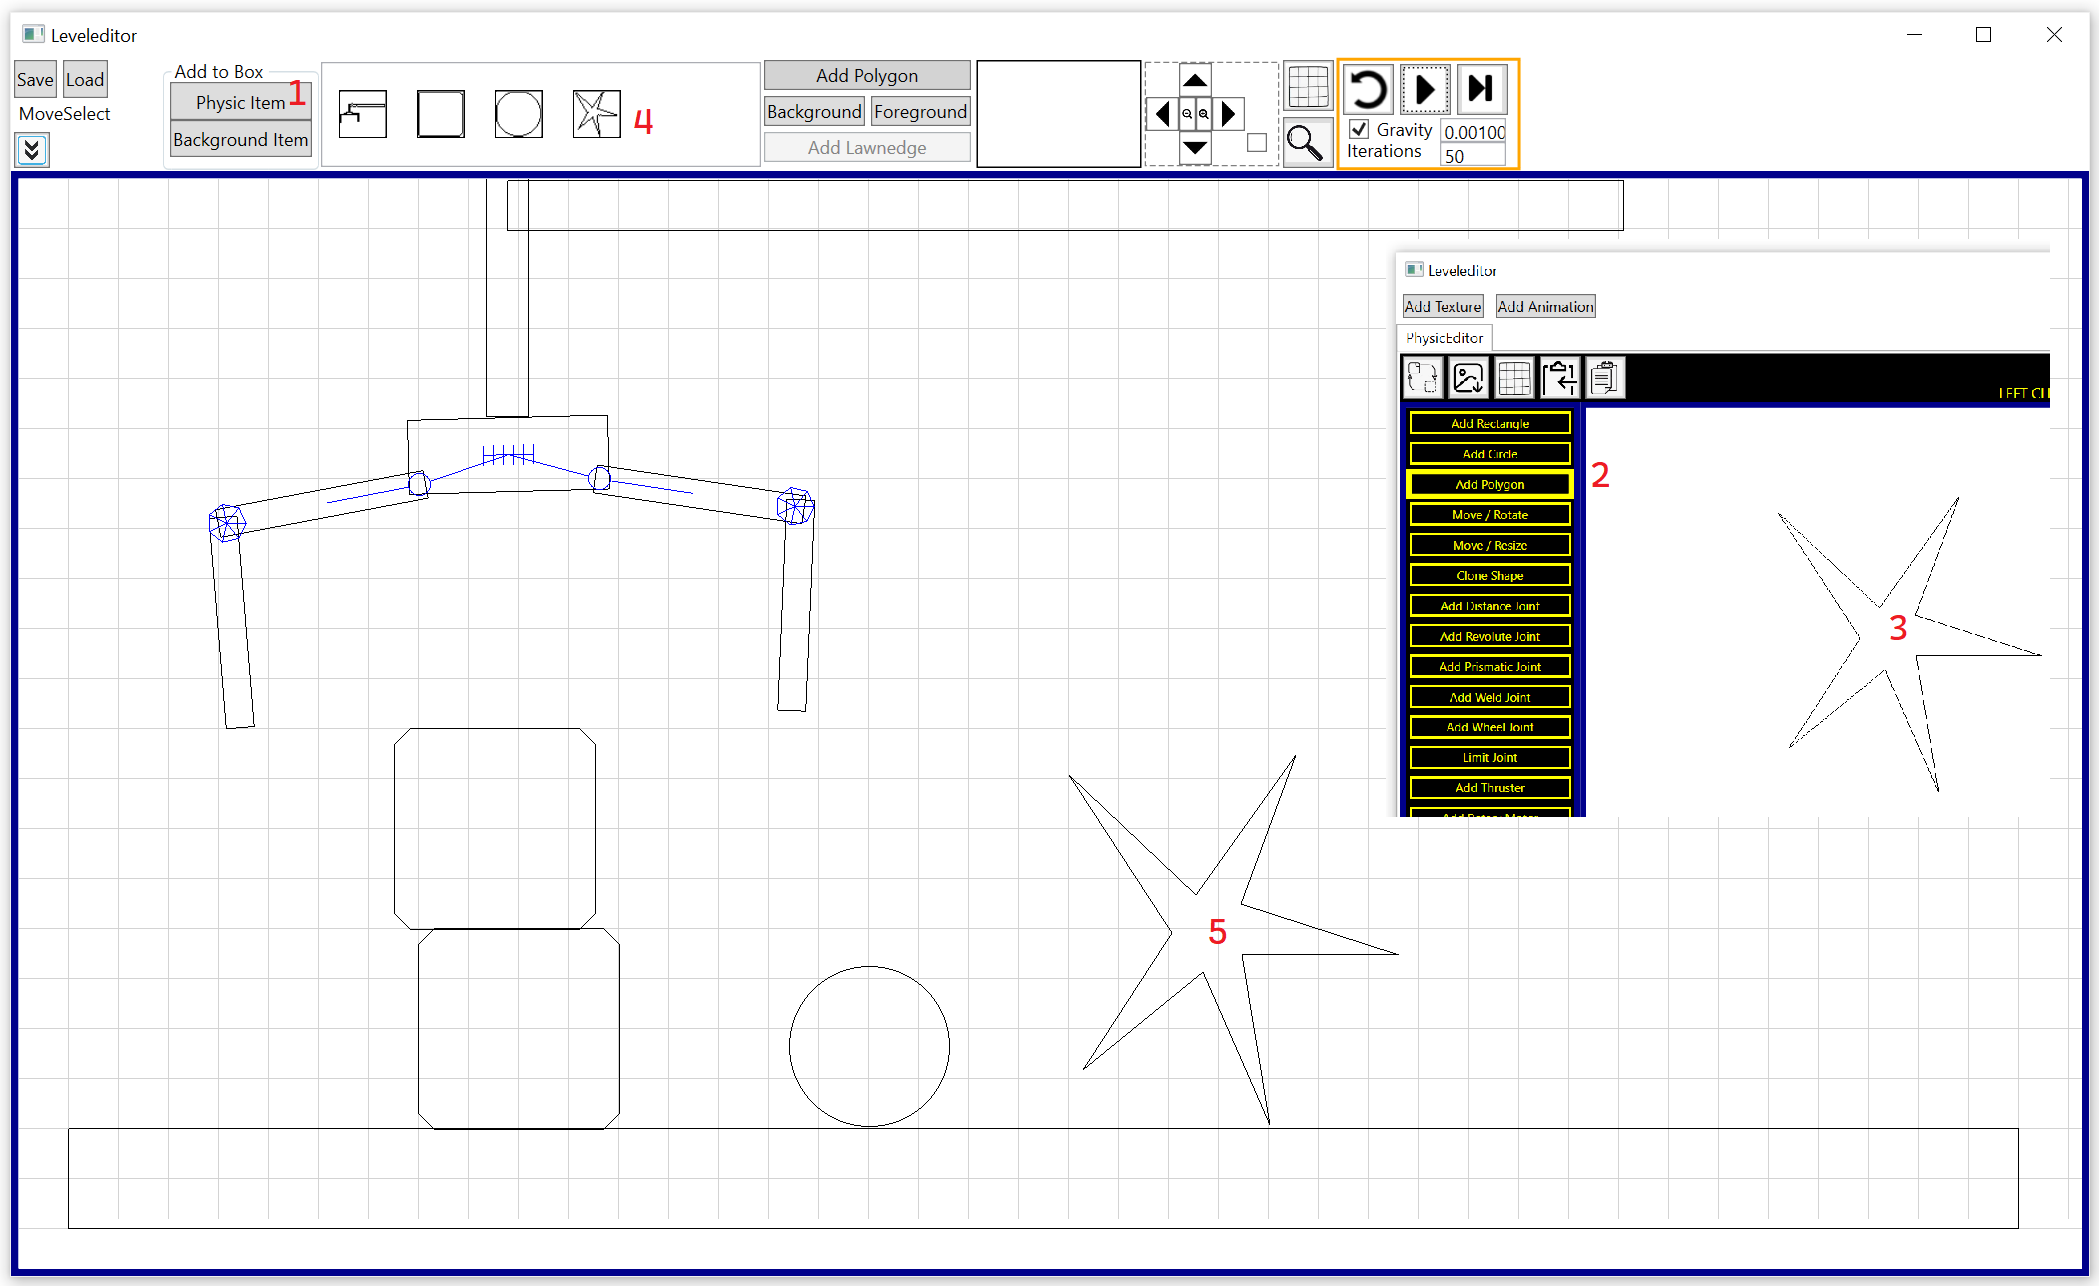 Leveleditor
Save Load
MoveSelect
Add to Box
Physic Item 1
Background Item
4
Add Polygon
Background Foreground
Add Lawnedge
Gravity 0.00100
Iterations 50
Leveleditor
Add Texture Add Animation
PhysicEditor
LEFT CLI
Add Rectangle
Add Circle
Add Polygon
2
Move / Rotate
Move / Resize
Clone Shape
Add Distance Joint
Add Revolute Joint
3
Add Prismatic Joint
Add Weld Joint
Add Wheel Joint
Limit Joint
Add Thruster
5